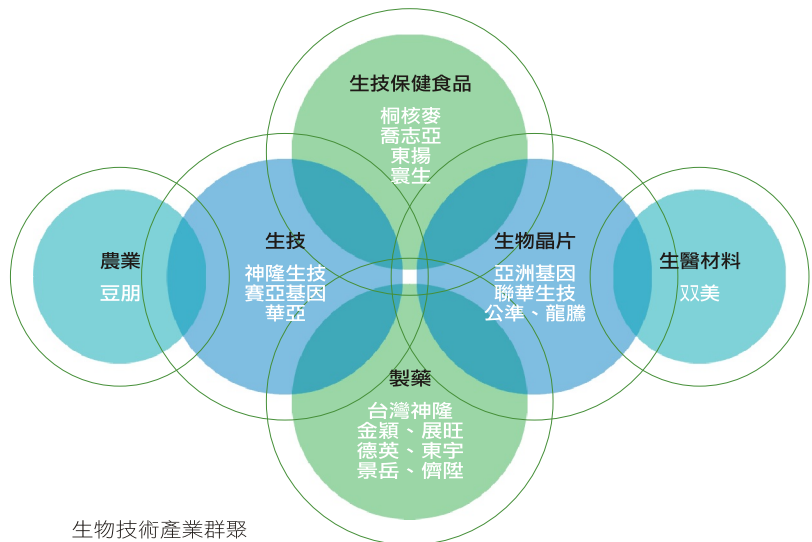 生技保健食品
桐核麥
喬志亞
東揚
寰生
農業
豆朋
生技
神隆生技
賽亞基因
華亞
生物晶片
亞洲基因
聯華生技
公準、龍騰
生醫材料
双美
製藥
台灣神隆
金穎、展旺
德英、東宇
景岳、儕陞
生物技術產業群聚